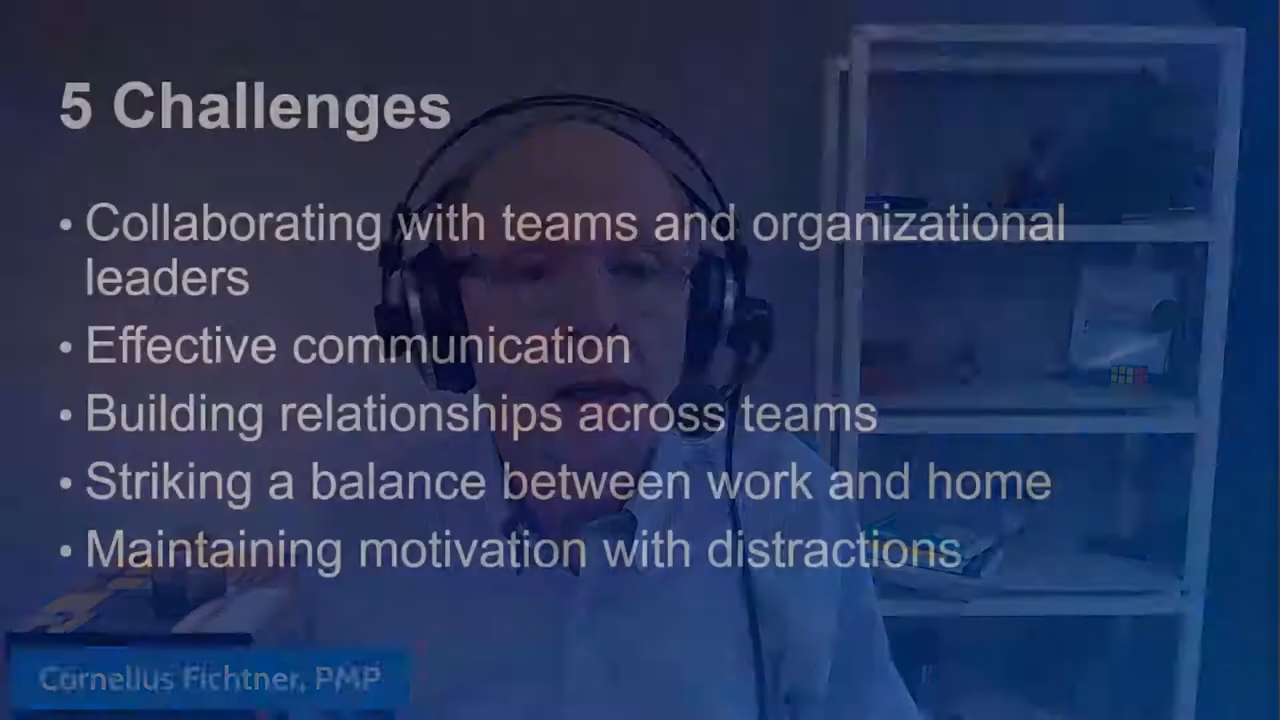 5 Challenges
• Collaborating with teams and organizational
leaders
• Effective communication
• Building relationships across teams
• Striking a balance between work and home
• Maintaining motivation with distractions
Cornelius Fichtner, PMP